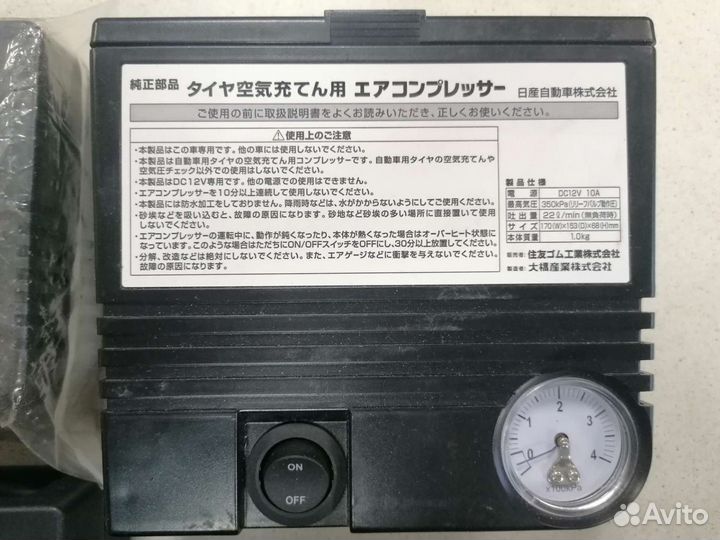 純正部品 タイヤ空気充てん用 エアコンプレッサー 日産自動車株式会社
ご使用の前に取扱説明書をよくお読みいただき、正しくお使いください。
⚠使用上のご注意
・本製品はこの車専用です。他の車には使用しないでください。
・本製品は自動車用タイヤの空気充てん用コンプレッサーです。自動車用タイヤの空気充てんや
空気圧チェック以外での使用はしないでください。
・本製品はDC12V専用です。他の電源での使用はできません。
・エアコンプレッサーを10分以上連続して使用しないでください。
・本製品には防水加工をしておりません。降雨時などは、水がかからないようにしてご使用ください。
・砂埃などを吸い込むと、故障の原因になります。砂地など砂埃の多い場所に直接置いて使用
しないでください。
・エアコンプレッサーの運転中に、動作が鈍くなったり、本体が熱くなった場合はオーバーヒート状態に
なっています。このような場合はただちにON/OFFスイッチをOFFにし、30分以上放置してください。
・分解、改造などは絶対にしないでください。また、エアゲージなどに衝撃を与えないでください。
故障の原因になります。
製品仕様
電源 DC12V 10A
最高気圧 350kPa(リリーフバルブ動作圧)
吐出量 22ℓ/min(無負荷時)
サイズ 170(W)×153(D)×68(H)mm
本体質量 1.0kg
販売者: 住友ゴム工業株式会社
製造者: 大橋産業株式会社
ON
OFF
0 1 2 3 4
x100kPa
Avito